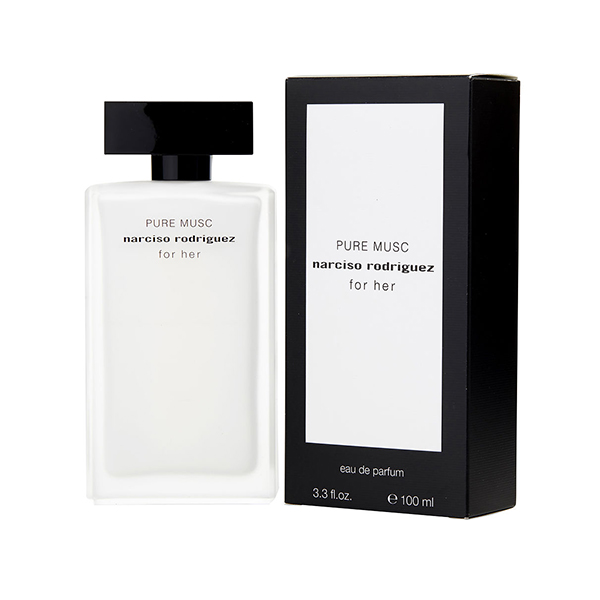 PURE MUSC
narciso rodriguez
for her
PURE MUSC
narciso rodriguez
for her
eau de parfum
3.3 fl.oz. ℮ 100 ml